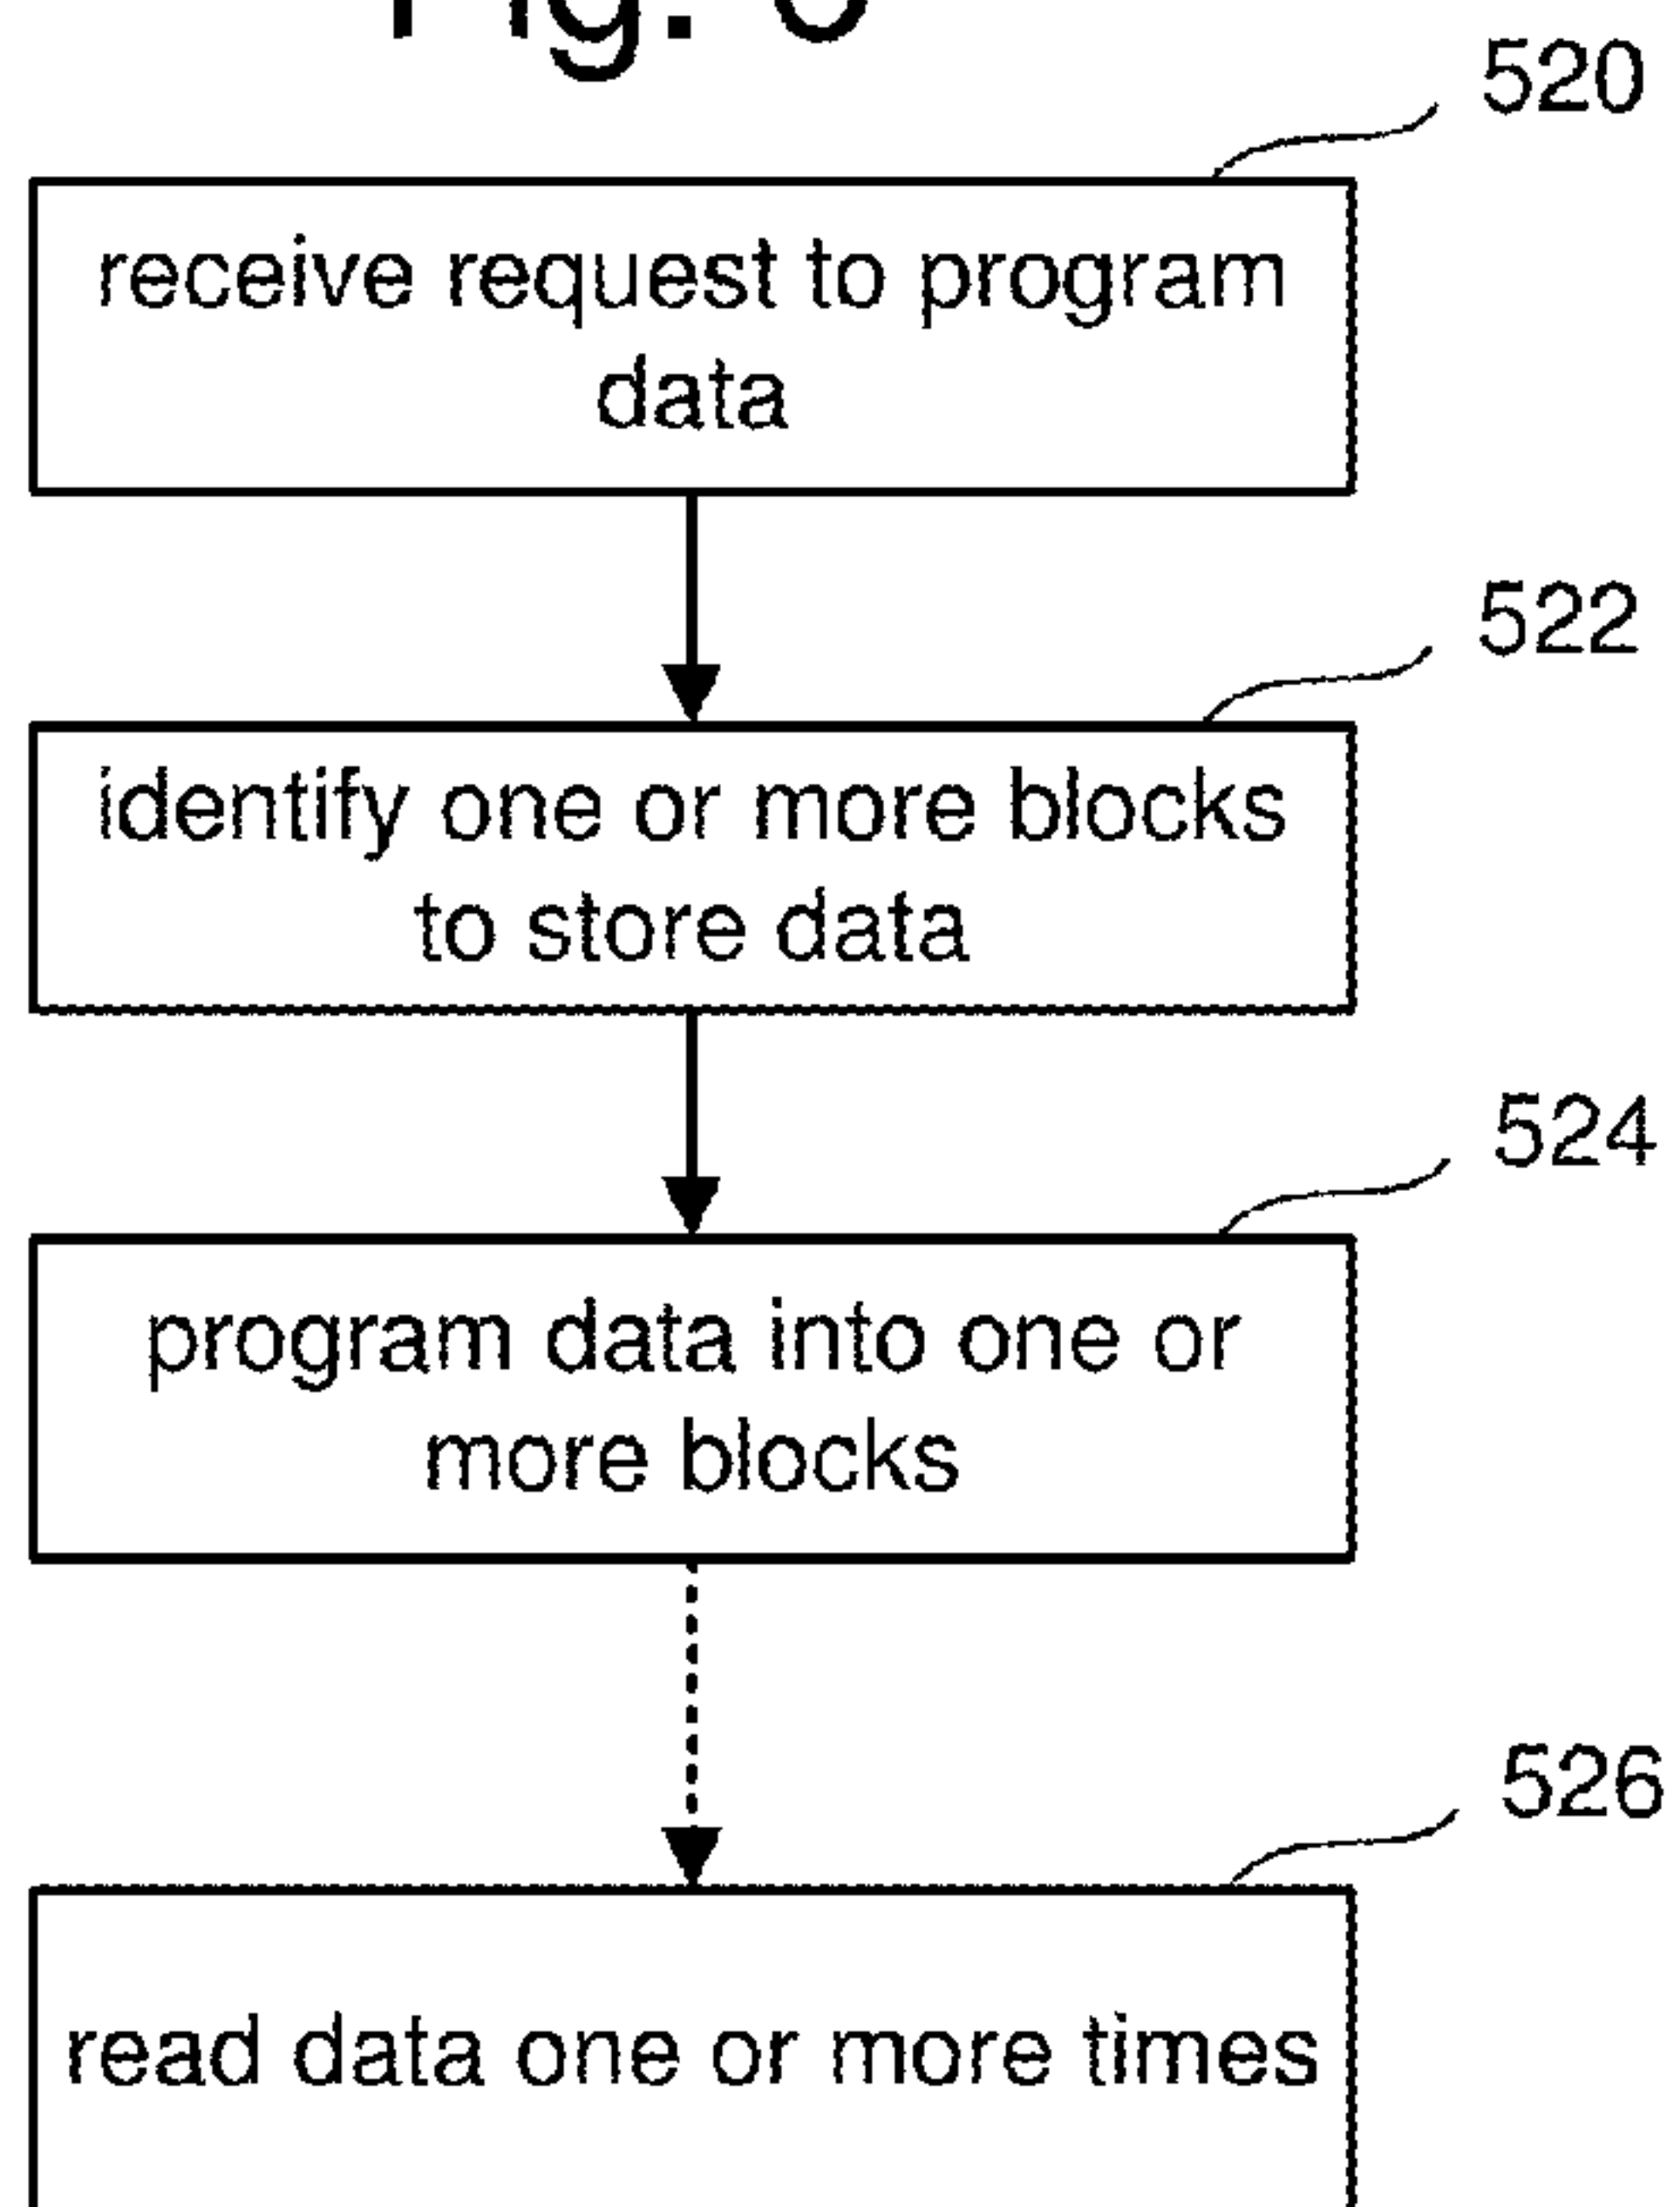 520
receive request to program
data
522
identify one or more blocks
to store data
524
program data into one or
more blocks
526
read data one or more times